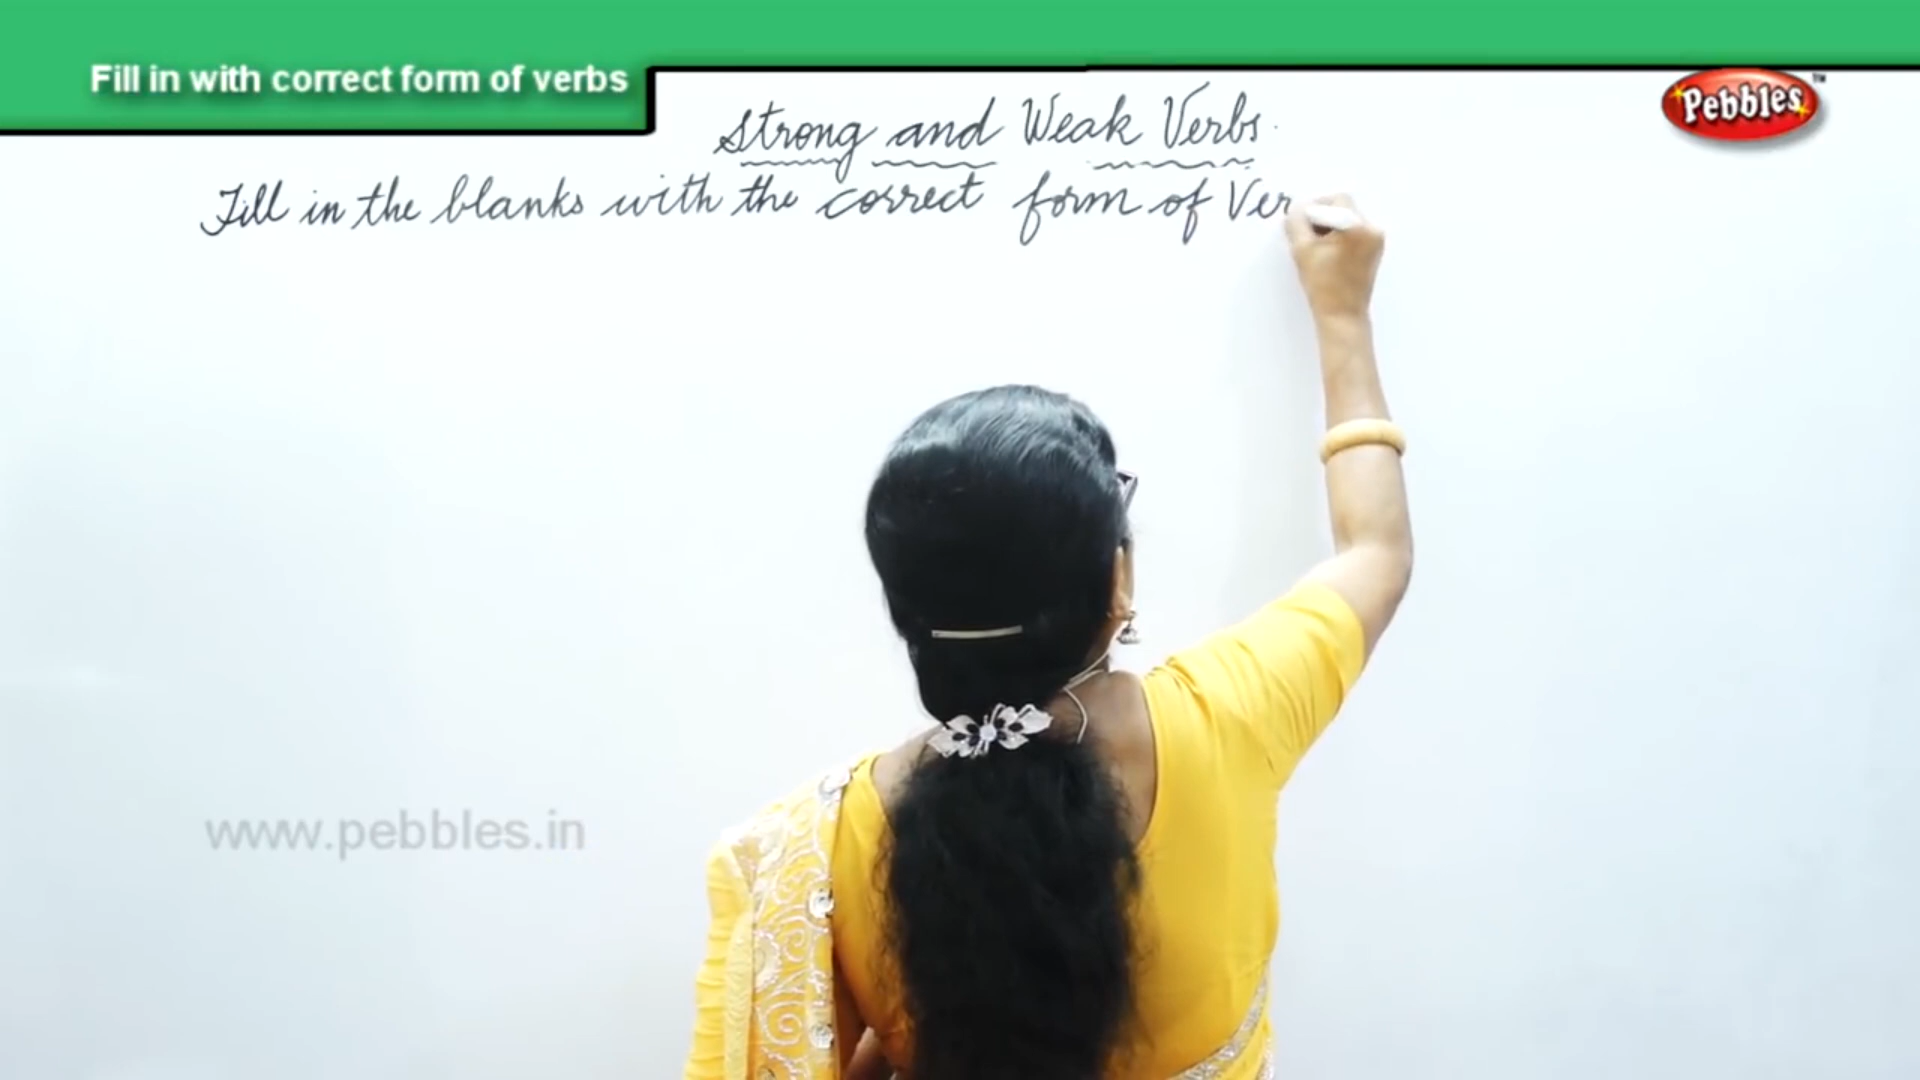 Fill in with correct form of verbs
Pebbles™
Strong and Weak Verbs.
Fill in the blanks with the correct form of Ver
www.pebbles.in